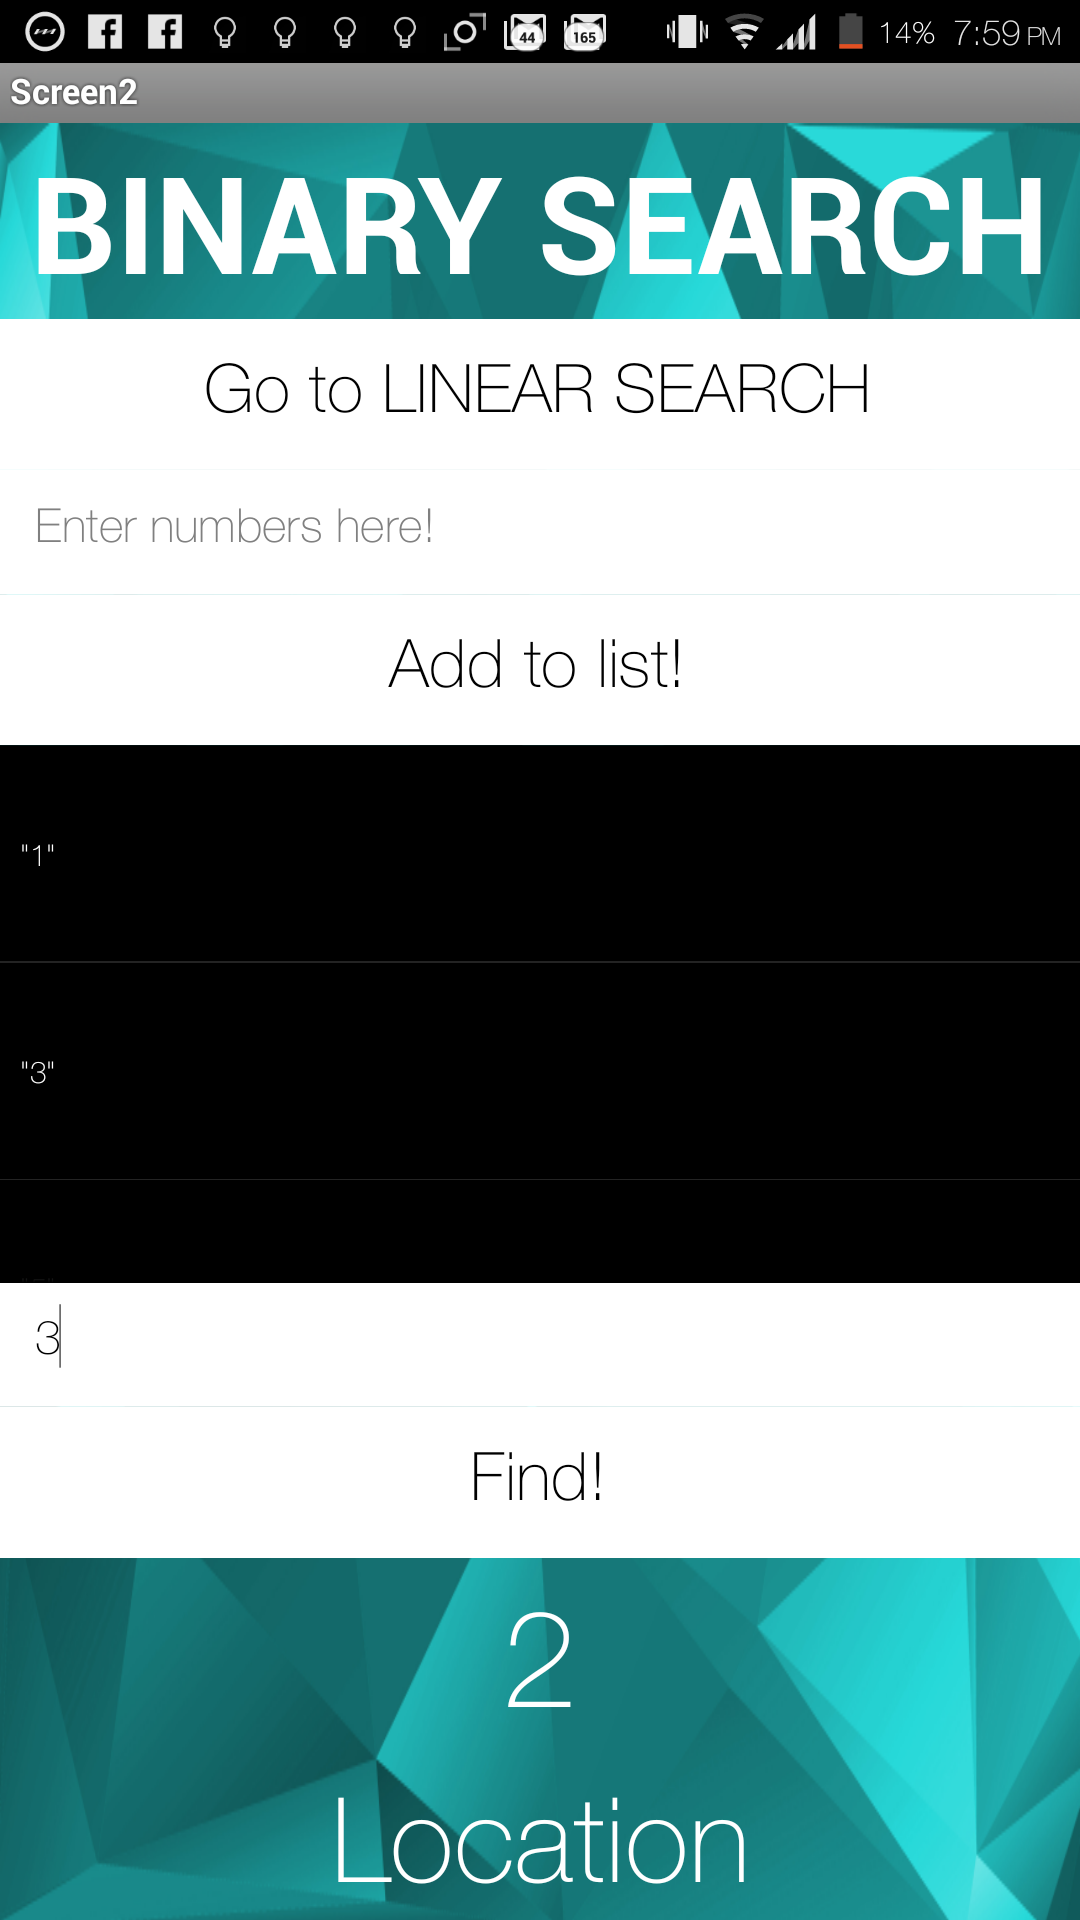 44
165
14%
7:59 PM
Screen2
BINARY SEARCH
Go to LINEAR SEARCH
Enter numbers here!
Add to list!
"1"
"3"
3
Find!
2
Location